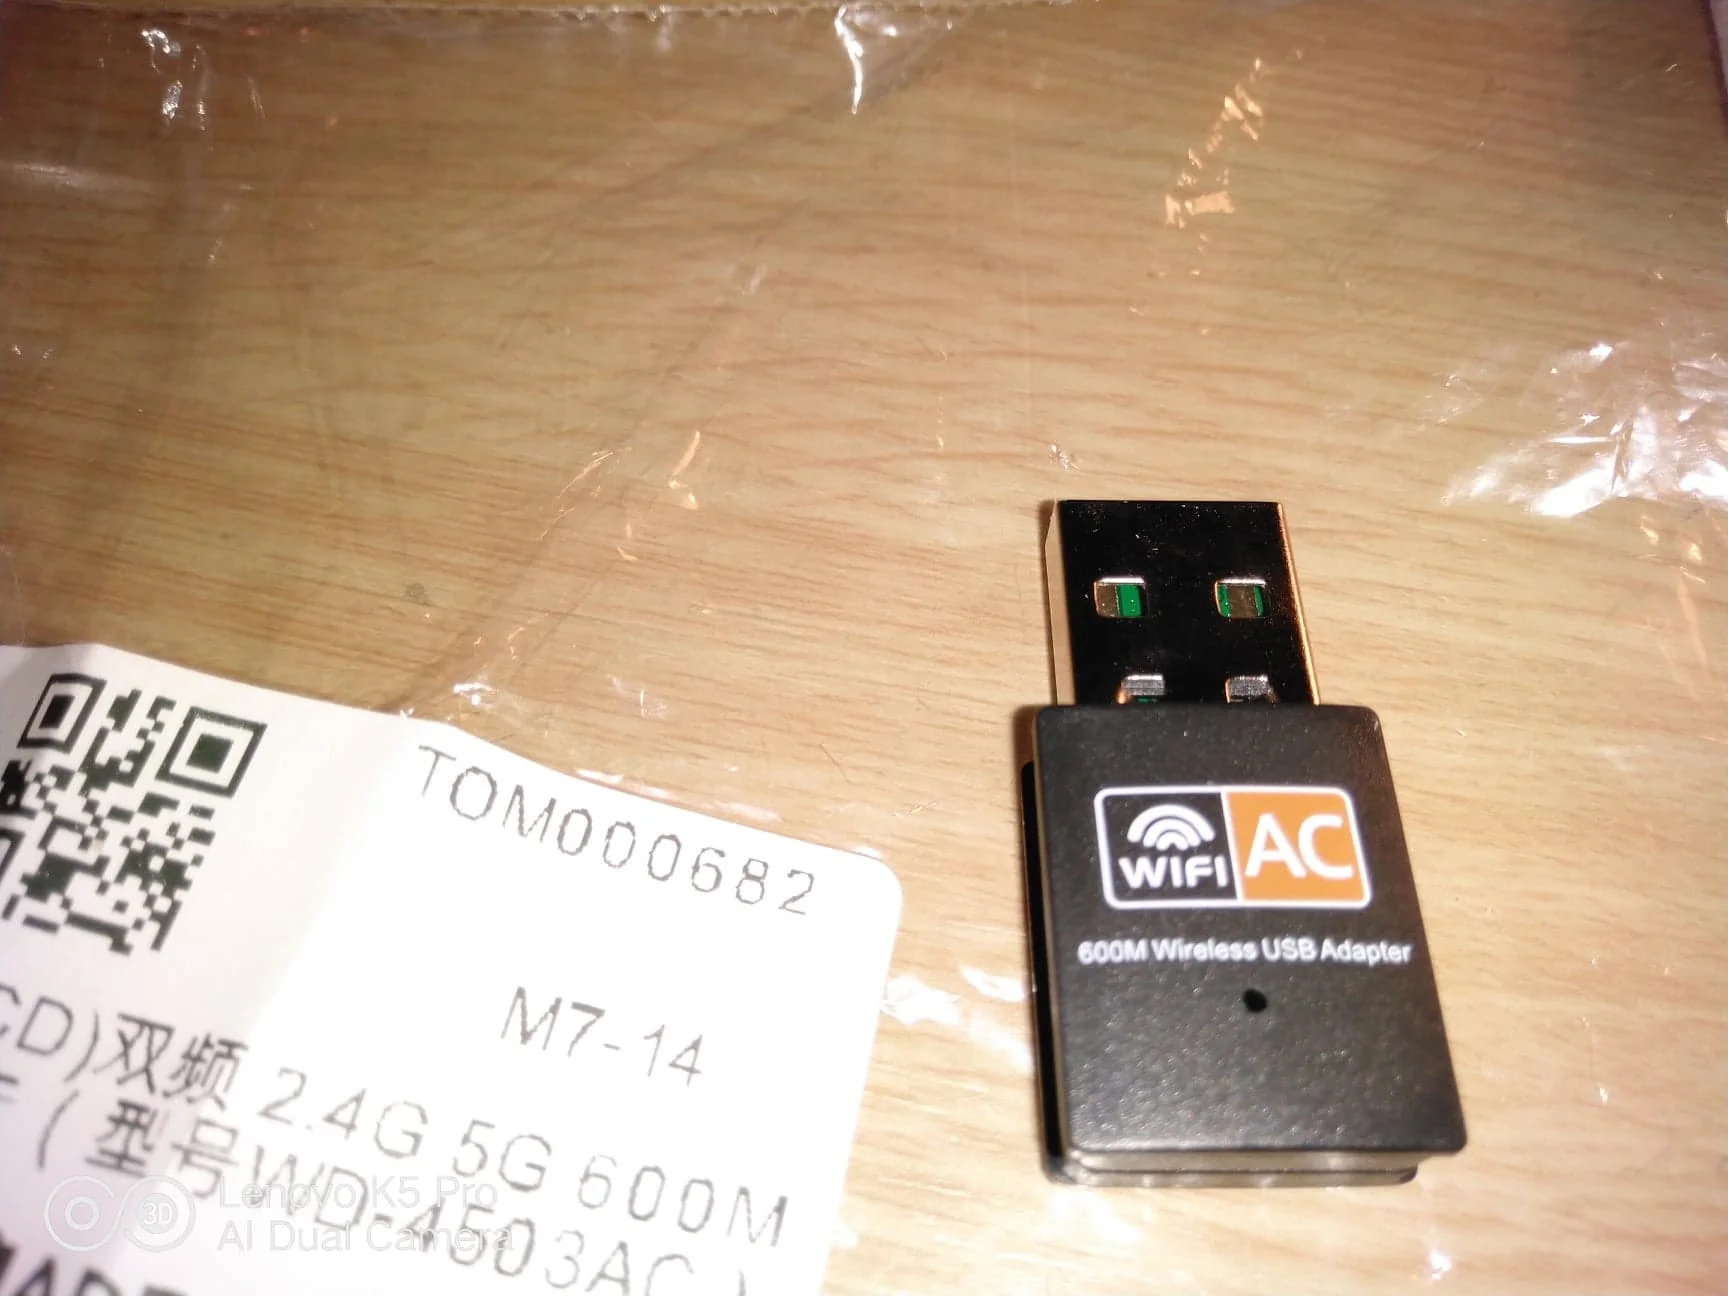 TOM000682
M7-14
CD)双频 2.4G 5G 600M
(型号WD-4503AC)
WIFI AC
600M Wireless USB Adapter
Lenovo K5 Pro
AI Dual Camera
3D